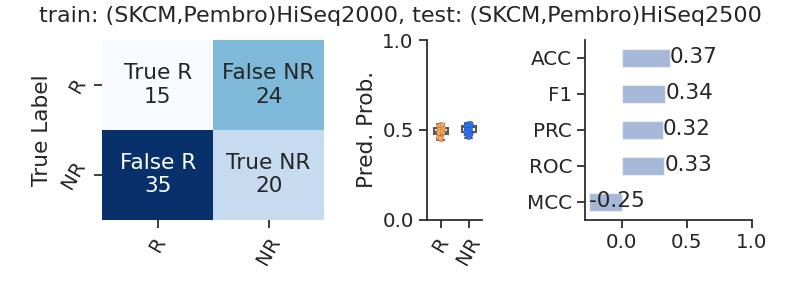 train: (SKCM,Pembro)HiSeq2000, test: (SKCM,Pembro)HiSeq2500
True Label
R
NR
True R
15
False NR
24
False R
35
True NR
20
R
NR
Pred. Prob.
1.0
0.5
0.0
R
NR
ACC
0.37
F1
0.34
PRC
0.32
ROC
0.33
MCC
-0.25
0.0
0.5
1.0